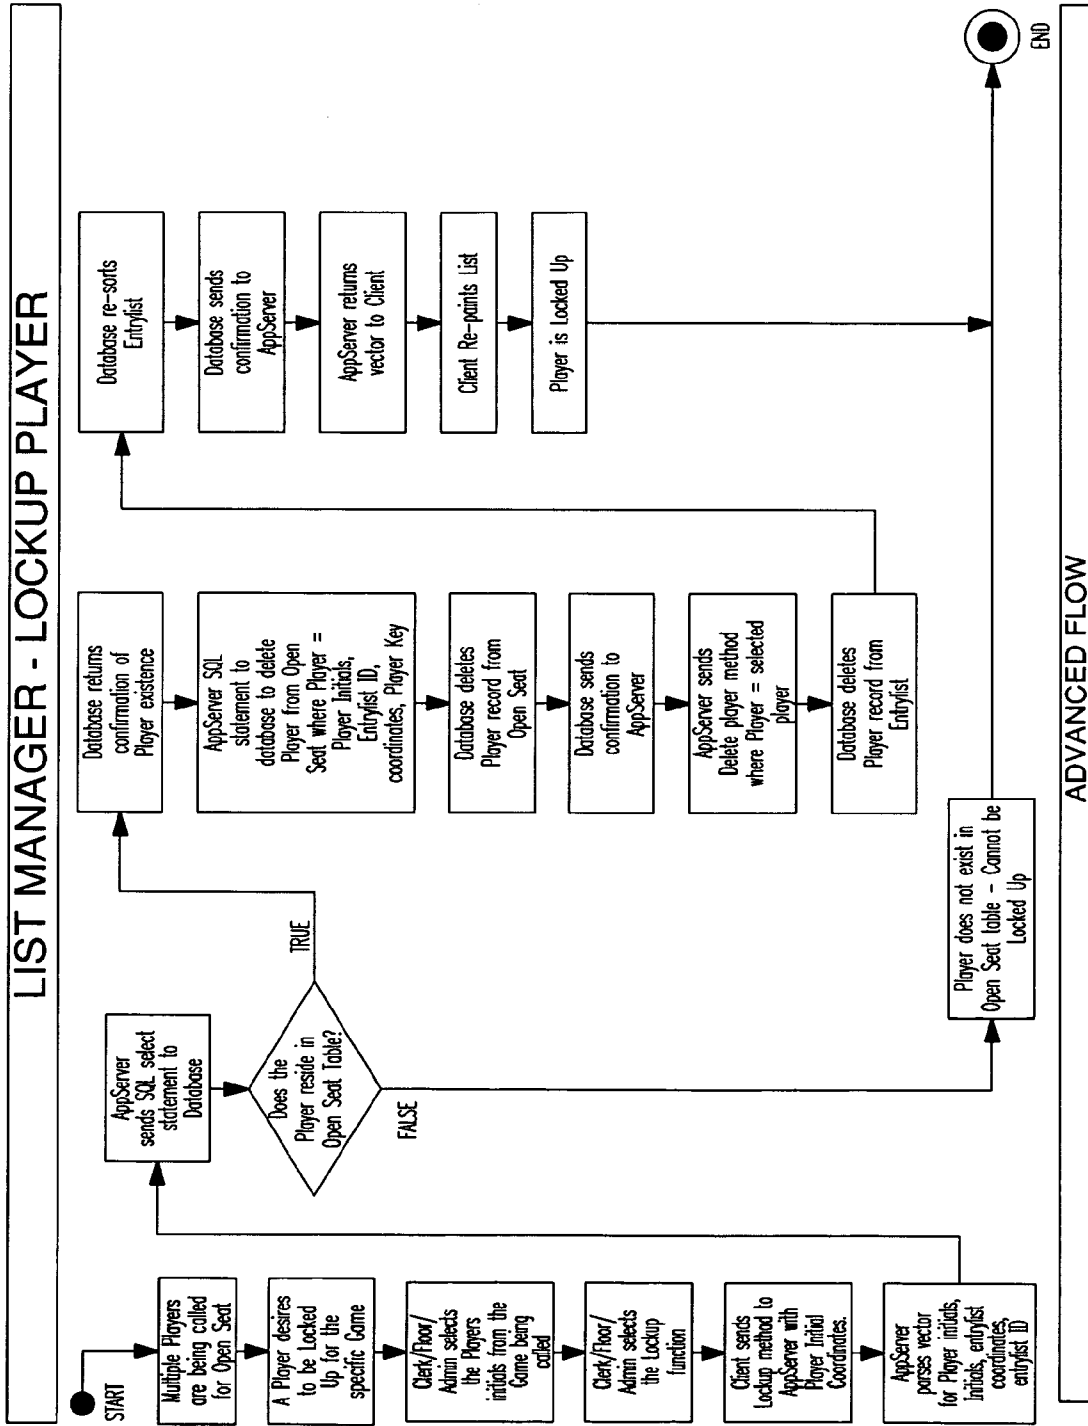 LIST MANAGER - LOCKUP PLAYER
START
Multiple Players
are being called
for Open Seat
A Player desires
to be Locked
Up for the
specific Game
Clerk/Floor/
Admin selects
the Players
initials from the
Game being
called
Clerk/Floor/
Admin selects
the Lockup
function
Client sends
Lockup method to
AppServer with
Player Initial
Coordinates.
AppServer
parses vector
for Player initials,
Initials, entrylist
coordinates,
entrylist ID
AppServer
sends SQL select
statement to
Database
Does the
Player reside in
Open Seat Table?
TRUE
FALSE
Database returns
confirmation of
Player existence
AppServer SQL
statement to
database to delete
Player from Open
Seat where Player =
Player Initials,
Entrylist ID,
coordinates, Player Key
Database deletes
Player record from
Open Seat
Database sends
confirmation to
AppServer
AppServer sends
Delete player method
where Player = selected
player
Database deletes
Player record from
Entrylist
Player does not exist in
Open Seat table - Cannot be
Locked Up
Database re-sorts
Entrylist
Database sends
confirmation to
AppServer
AppServer returns
vector to Client
Client Re-paints List
Player is Locked Up
END
ADVANCED FLOW